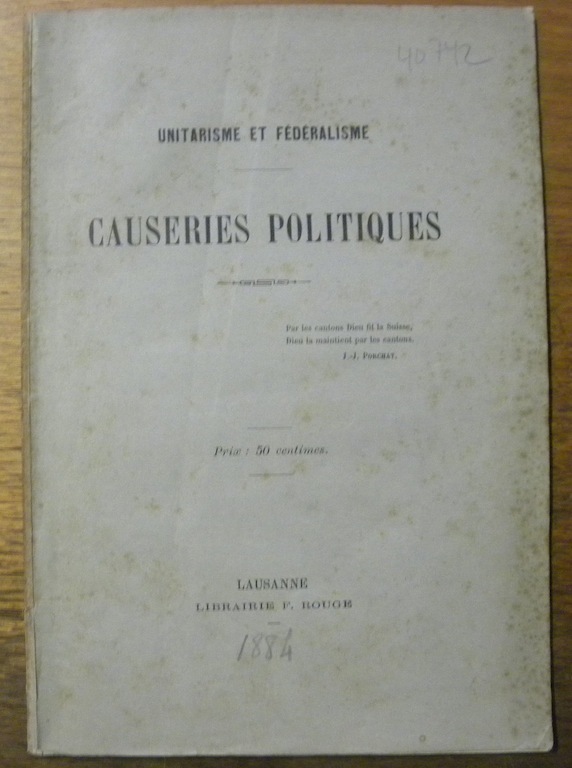 40742
UNITARISME ET FÉDÉRALISME
CAUSERIES POLITIQUES
Par les cantons Dieu fit la Suisse,
Dieu la maintient par les cantons.
J.-J. PORCHAT.
Prix : 50 centimes.
LAUSANNE
LIBRAIRIE F. ROUGE
1884